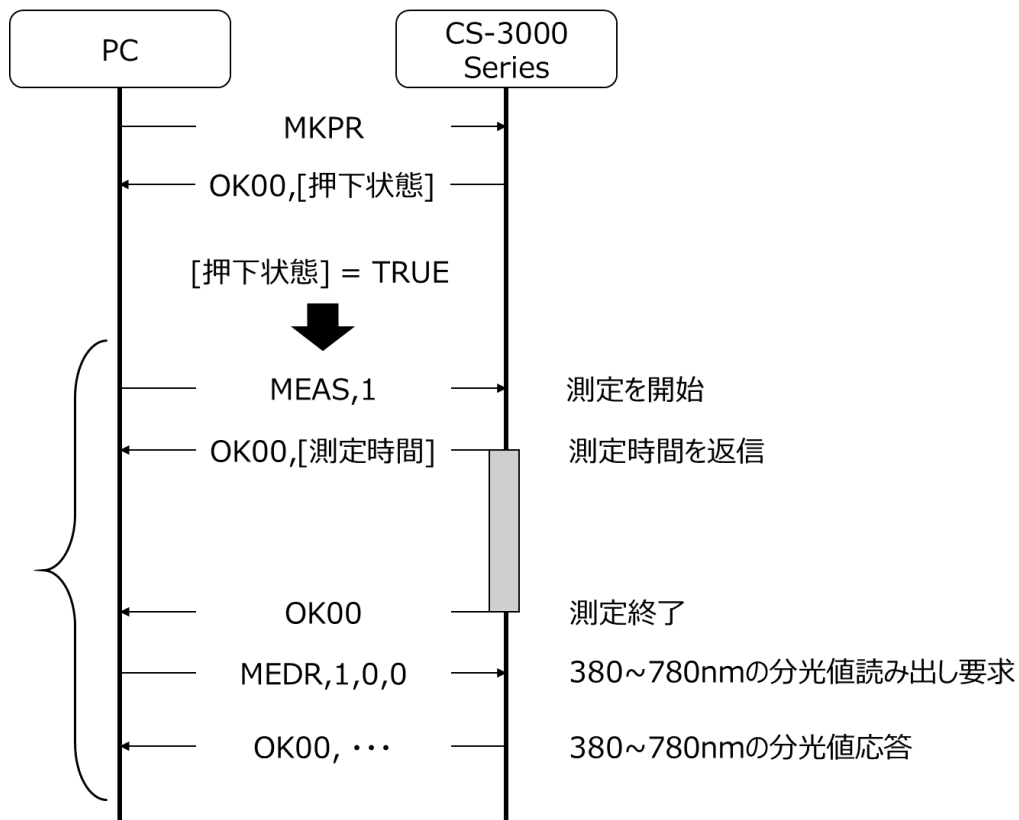 PC
CS-3000
Series
MKPR
OK00,[押下状態]
[押下状態] = TRUE
MEAS,1
測定を開始
OK00,[測定時間]
測定時間を返信
OK00
測定終了
MEDR,1,0,0
380~780nmの分光値読み出し要求
OK00, ･･･
380~780nmの分光値応答